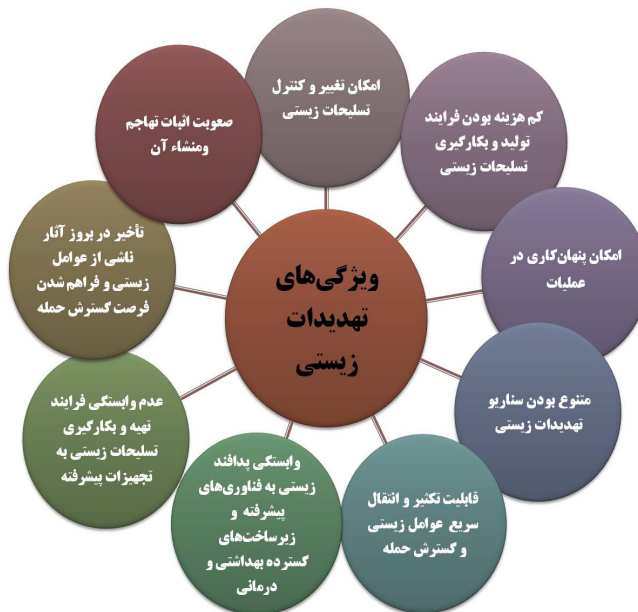 ویژگی‌های
تهدیدات
زیستی
امکان تغییر و کنترل
تسلیحات زیستی
کم هزینه بودن فرایند
تولید و بکارگیری
تسلیحات زیستی
امکان پنهان‌کاری در
عملیات
متنوع بودن سناریو
تهدیدات زیستی
قابلیت تکثیر و انتقال
سریع عوامل زیستی
و گسترش حمله
وابستگی پدافند
زیستی به فناوری‌های
پیشرفته و
زیرساخت‌های
گسترده بهداشتی و
درمانی
عدم وابستگی فرایند
تهیه و بکارگیری
تسلیحات زیستی به
تجهیزات پیشرفته
تأخیر در بروز آثار
ناشی از عوامل
زیستی و فراهم شدن
فرصت گسترش حمله
صعوبت اثبات تهاجم
ومنشاء آن